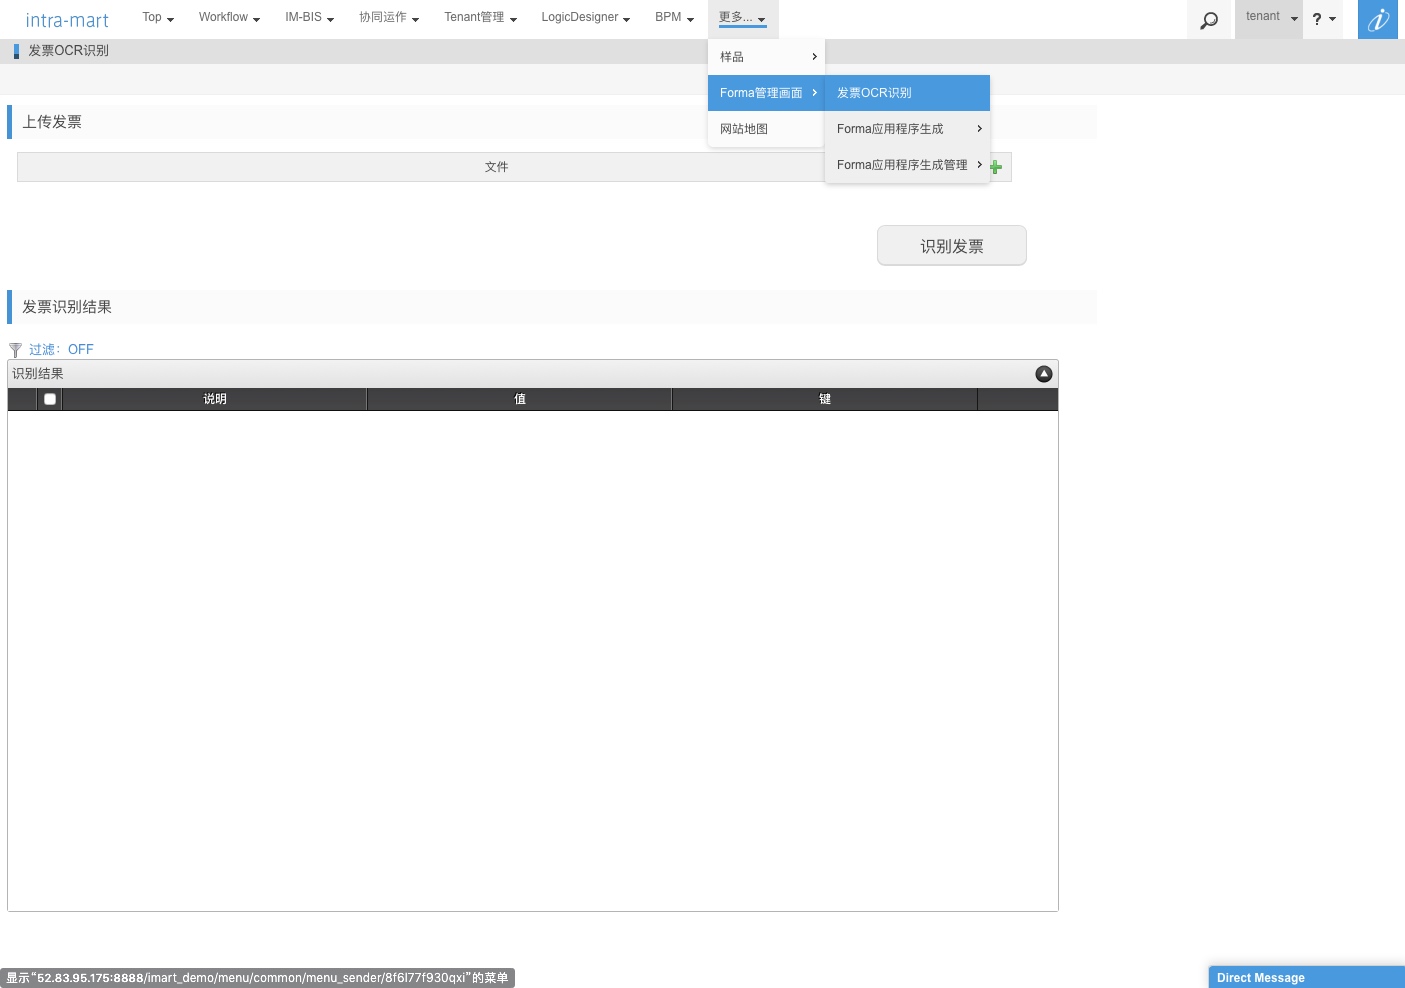 intra-mart Top Workflow IM-BIS 协同运作 Tenant管理 LogicDesigner BPM 更多... tenant ?
发票OCR识别
样品
Forma管理画面 发票OCR识别
网站地图 Forma应用程序生成
Forma应用程序生成管理
上传发票
文件
识别发票
发票识别结果
过滤：OFF
识别结果
说明 值 键
显示“52.83.95.175:8888/imart_demo/menu/common/menu_sender/8f6l77f930qxi”的菜单
Direct Message